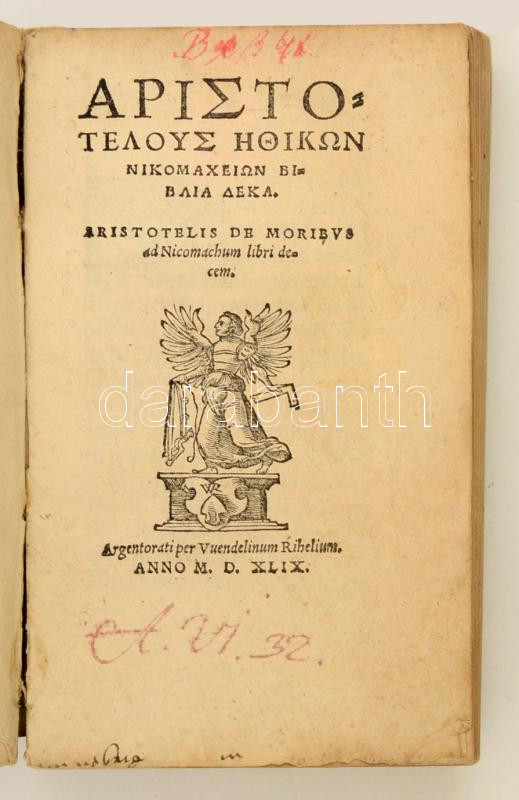 ΑΡΙΣΤΟ-
ΤΕΛΟΥΣ ΗΘΙΚΩΝ
ΝΙΚΟΜΑΧΕΙΩΝ ΒΙ-
ΒΛΙΑ ΔΕΚΑ.
ARISTOTELIS DE MORIBVS
ad Nicomachum libri de-
cem.
darabanth
Argentorati per Vuendelinum Rihelium.
ANNO M. D. XLIX.
A. VI. 32.